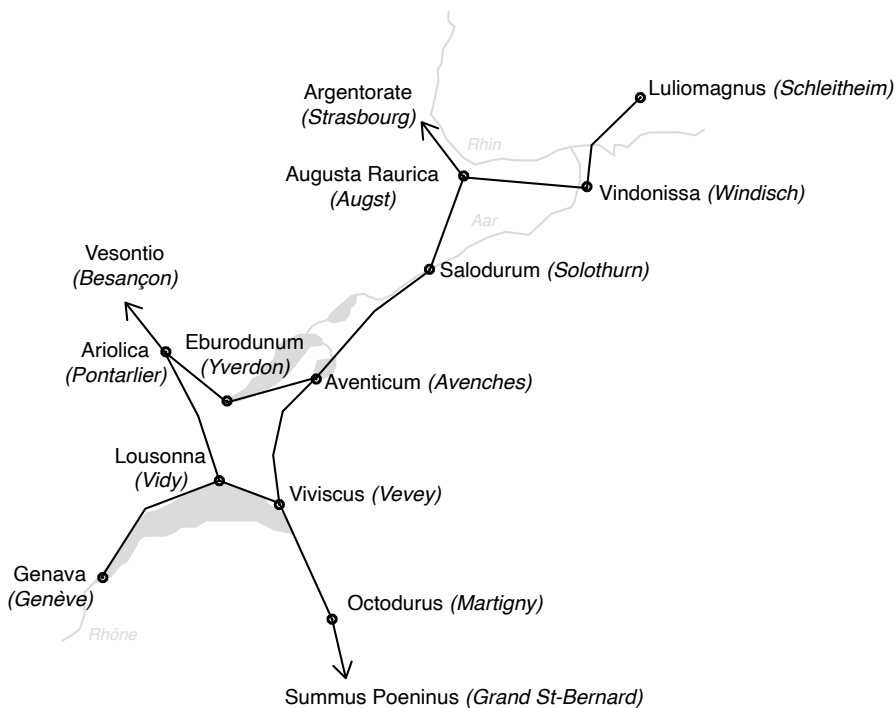 Luliomagnus (Schleitheim)
Argentorate
(Strasbourg)
Rhin
Augusta Raurica
(Augst)
Vindonissa (Windisch)
Aar
Vesontio
(Besançon)
Salodurum (Solothurn)
Eburodunum
(Yverdon)
Ariolica
(Pontarlier)
Aventicum (Avenches)
Lousonna
(Vidy)
Viviscus (Vevey)
Genava
(Genève)
Octodurus (Martigny)
Rhône
Summus Poeninus (Grand St-Bernard)